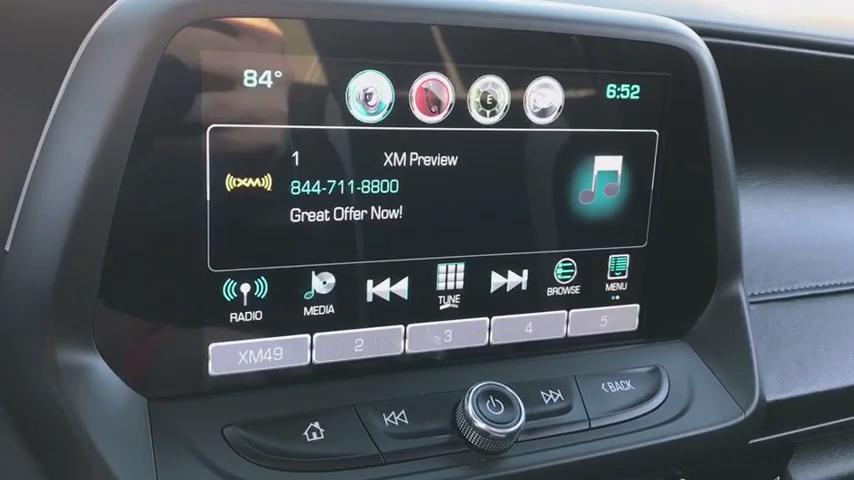 84°
6:52
E
1 XM Preview
((XM))
844-711-8800
Great Offer Now!
RADIO
MEDIA
TUNE
BROWSE
MENU
XM49
2
3
4
5
BACK